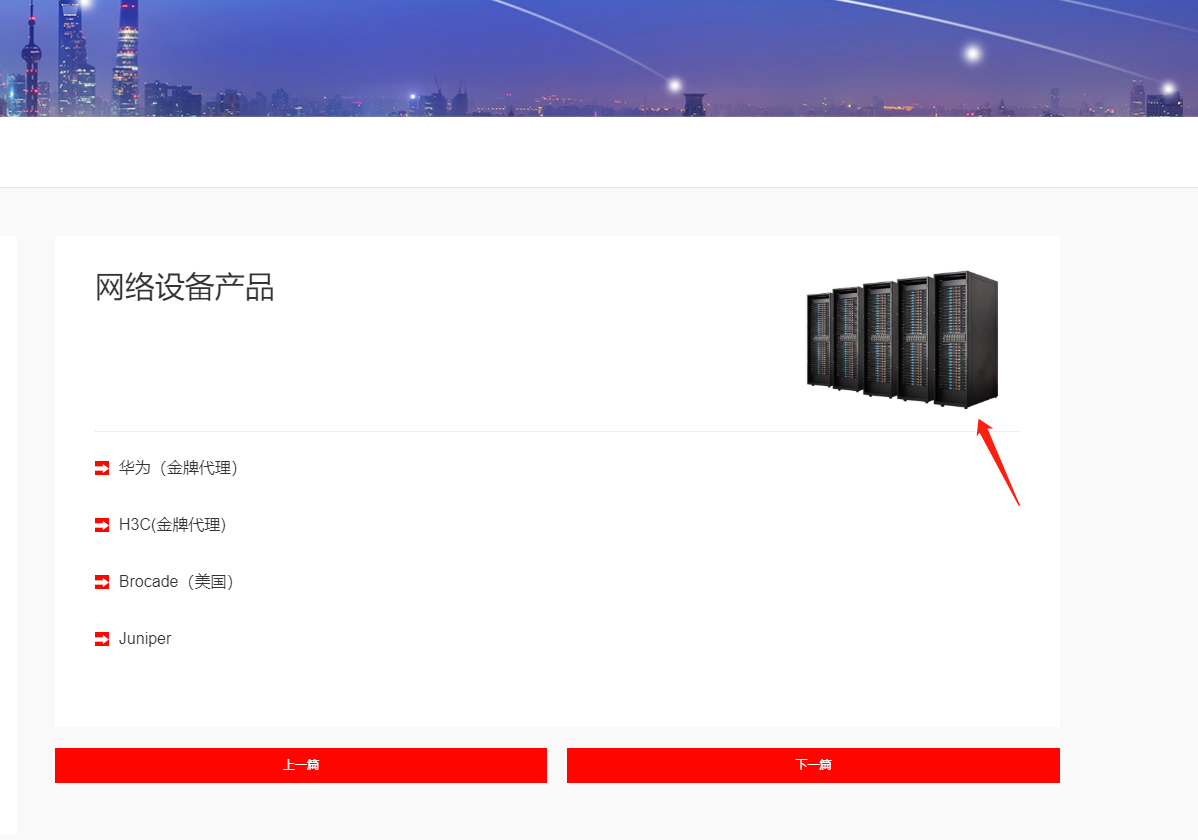 网络设备产品
华为（金牌代理）
H3C(金牌代理)
Brocade（美国）
Juniper
上一篇
下一篇